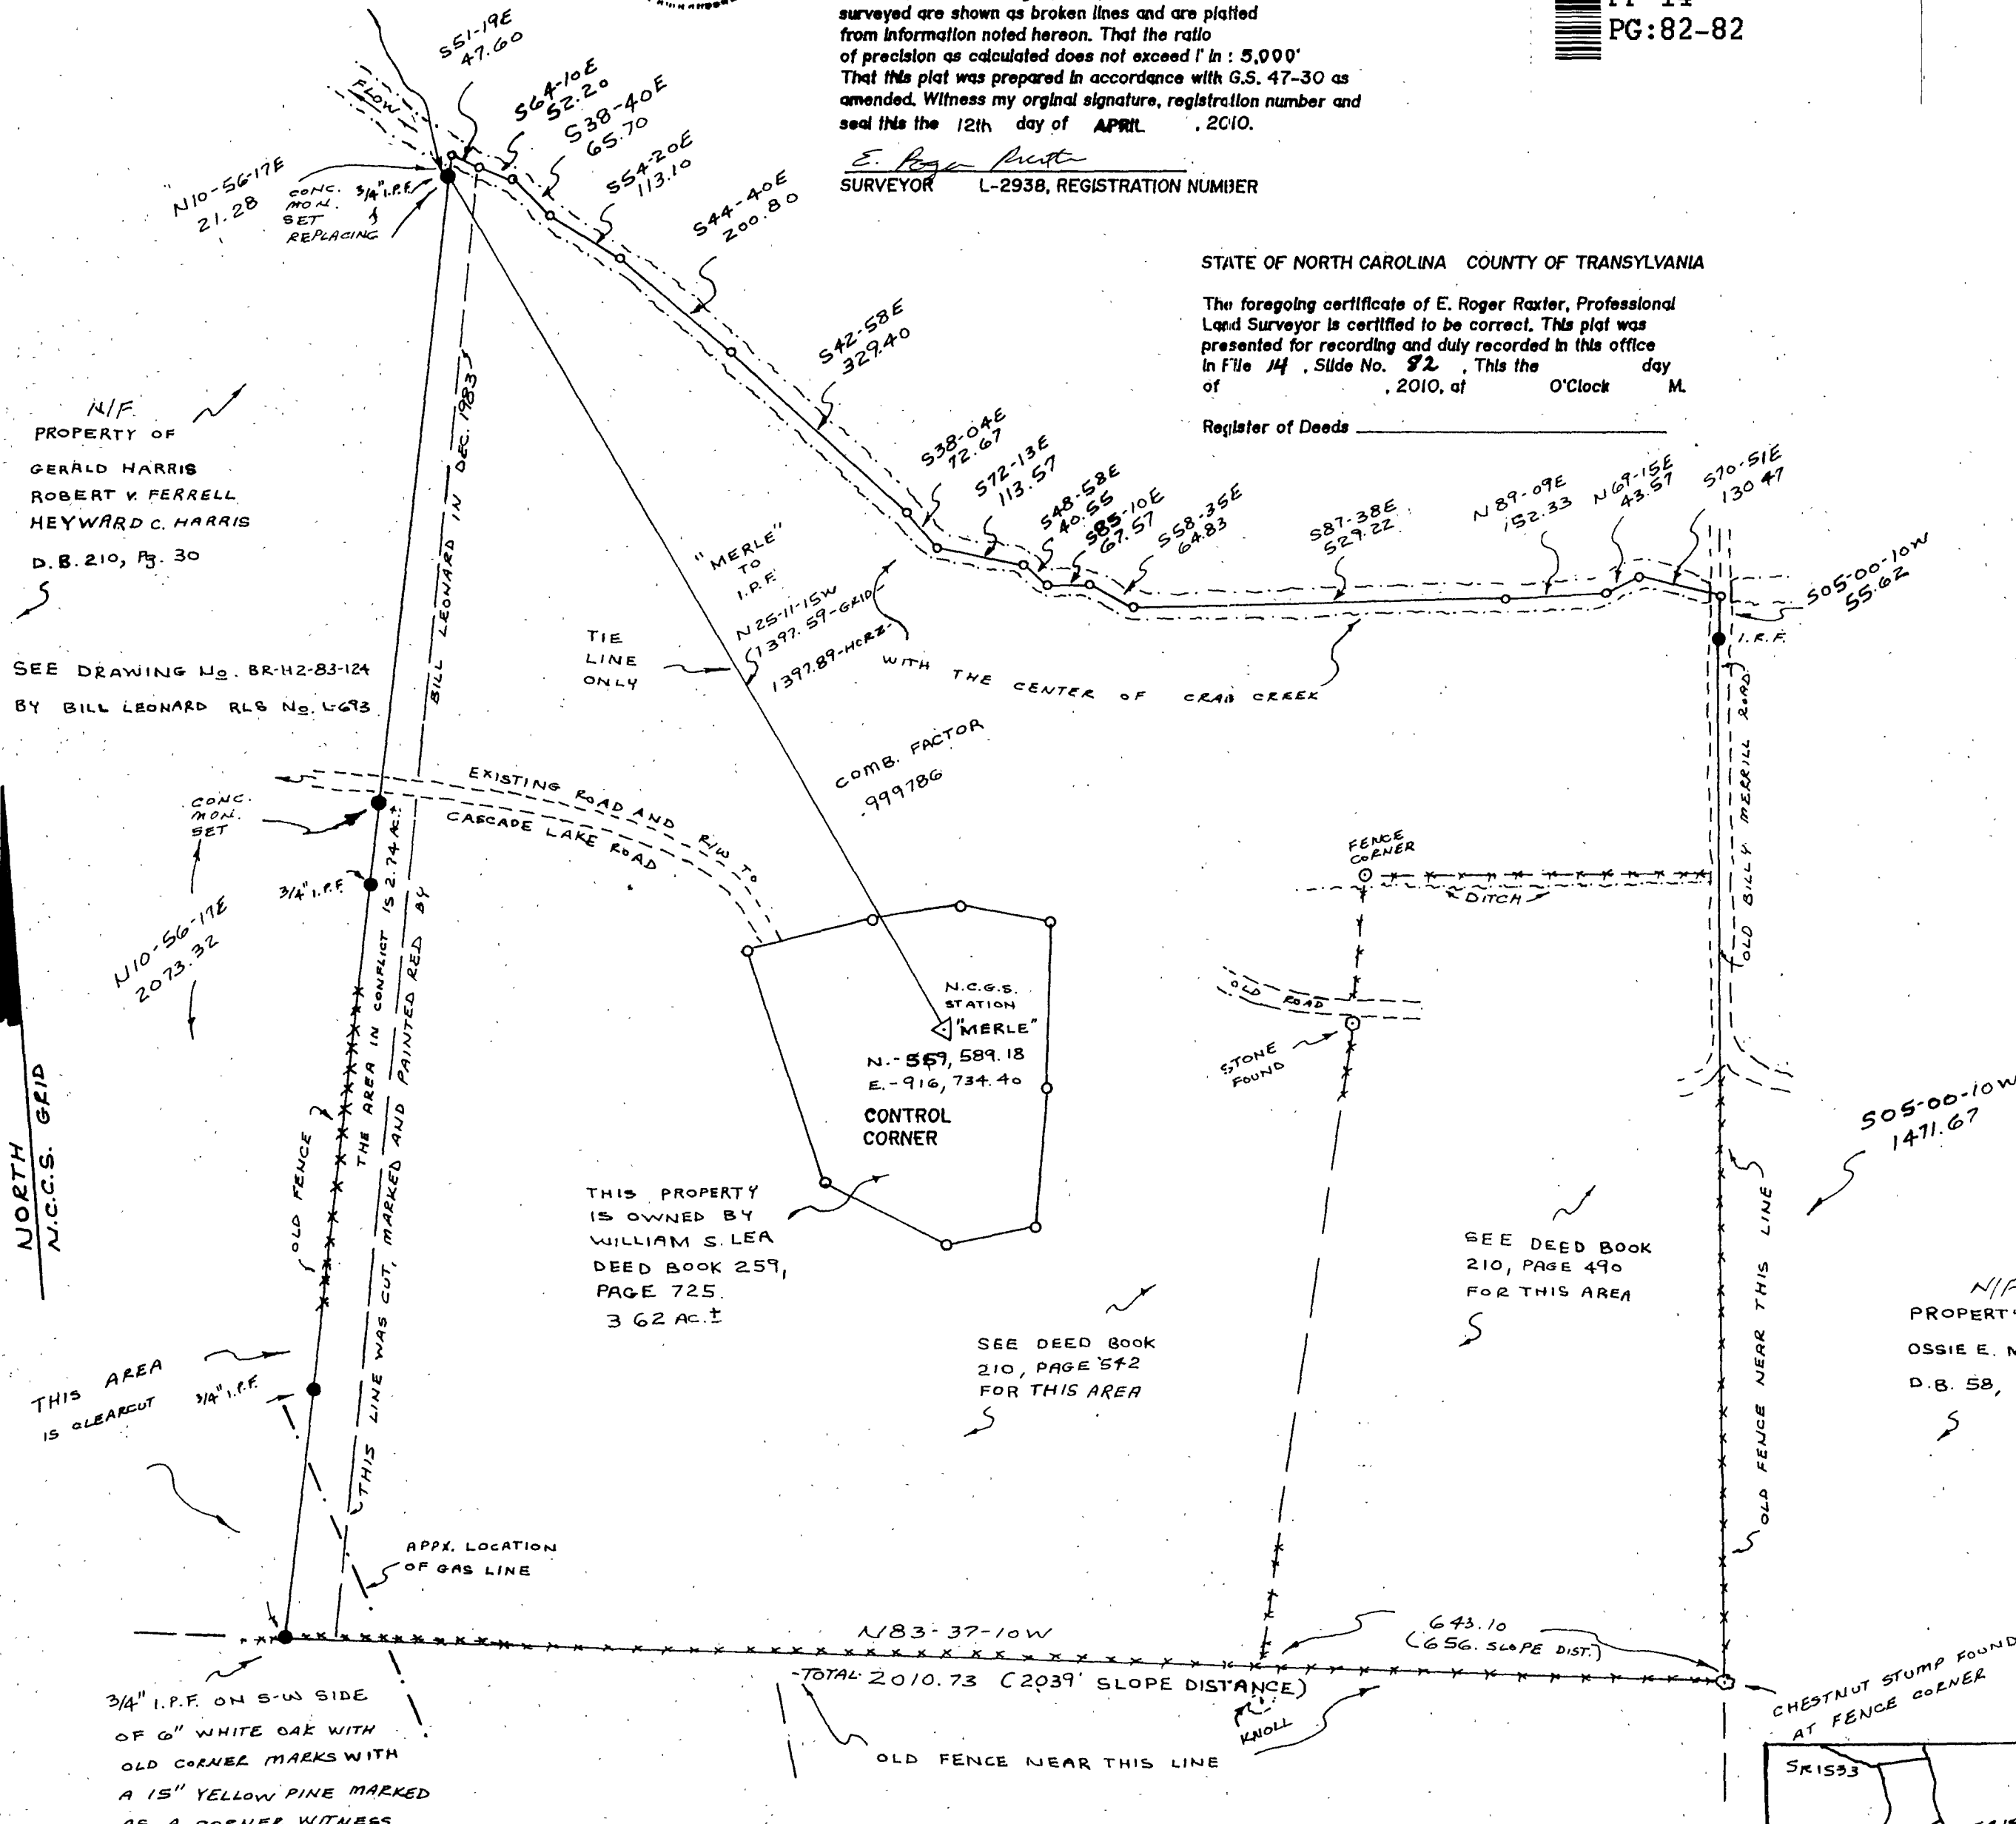 surveyed are shown as broken lines and are platted
from information noted hereon. That the ratio
of precision as calculated does not exceed 1' in : 5,000'
That this plat was prepared in accordance with G.S. 47-30 as
amended. Witness my orginal signature, registration number and
seal this the 12th day of APRIL , 2010.
SURVEYOR L-2938, REGISTRATION NUMBER
PG:82-82
STATE OF NORTH CAROLINA COUNTY OF TRANSYLVANIA
The foregoing certificate of E. Roger Raxter, Professional
Land Surveyor is certified to be correct. This plat was
presented for recording and duly recorded in this office
in File 14 , Slide No. 82 , This the day
of , 2010, at O'Clock M.
Register of Deeds
S51-19E
47.60
S64-10E
52.20
S38-40E
65.70
S54-20E
113.10
S44-40E
200.80
S42-58E
329.40
S38-04E
72.67
S72-13E
113.57
S48-58E
40.55
S85-10E
67.57
S58-35E
64.83
S87-38E
529.22
N89-09E
152.33
N69-15E
43.57
S70-51E
130 47
S05-00-10W
55.62
I.R.F.
FLOW
N10-56-17E
21.28
CONC.
MON.
SET
3/4" I.P.F.
REPLACING
N/F
PROPERTY OF
GERALD HARRIS
ROBERT V. FERRELL
HEYWARD C. HARRIS
D.B. 210, Pg. 30
SEE DRAWING No. BR-H2-83-124
BY BILL LEONARD RLS No. L-693
"MERLE"
TO
I.P.F.
N25-11-15W
1397.59-GRID
1397.89-HORZ-
TIE
LINE
ONLY
WITH THE CENTER OF CRAB CREEK
COMB. FACTOR
.999786
EXISTING ROAD AND R/W TO
CASCADE LAKE ROAD
CONC.
MON.
SET
3/4" I.P.F.
N10-56-17E
2073.32
THE AREA IN CONFLICT IS 2.74 AC.±
THIS LINE WAS CUT, MARKED AND PAINTED RED BY
BILL LEONARD IN DEC. 1983
OLD FENCE
NORTH
N.C.C.S. GRID
N.C.G.S.
STATION
"MERLE"
N.-559, 589.18
E.-916, 734.40
CONTROL
CORNER
FENCE
CORNER
DITCH
OLD ROAD
STONE
FOUND
OLD BILLY MERRILL ROAD
S05-00-10W
1471.67
THIS PROPERTY
IS OWNED BY
WILLIAM S. LEA
DEED BOOK 259,
PAGE 725.
3 62 AC.±
SEE DEED BOOK
210, PAGE 542
FOR THIS AREA
SEE DEED BOOK
210, PAGE 490
FOR THIS AREA
OLD FENCE NEAR THIS LINE
N/F
PROPERTY
OSSIE E.
D.B. 58,
THIS AREA
IS CLEARCUT
3/4" I.P.F.
APPX. LOCATION
OF GAS LINE
N83-37-10W
TOTAL 2010.73 (2039' SLOPE DISTANCE)
643.10
(656. SLOPE DIST.)
KNOLL
OLD FENCE NEAR THIS LINE
CHESTNUT STUMP FOUND
AT FENCE CORNER
3/4" I.P.F. ON S-W SIDE
OF 6" WHITE OAK WITH
OLD CORNER MARKS WITH
A 15" YELLOW PINE MARKED
AS A CORNER WITNESS
SR1533